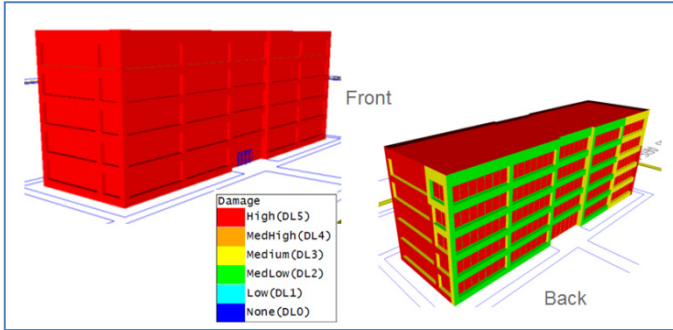 Front
Damage
High(DL5)
MedHigh(DL4)
Medium(DL3)
MedLow(DL2)
Low(DL1)
None(DL0)
Back